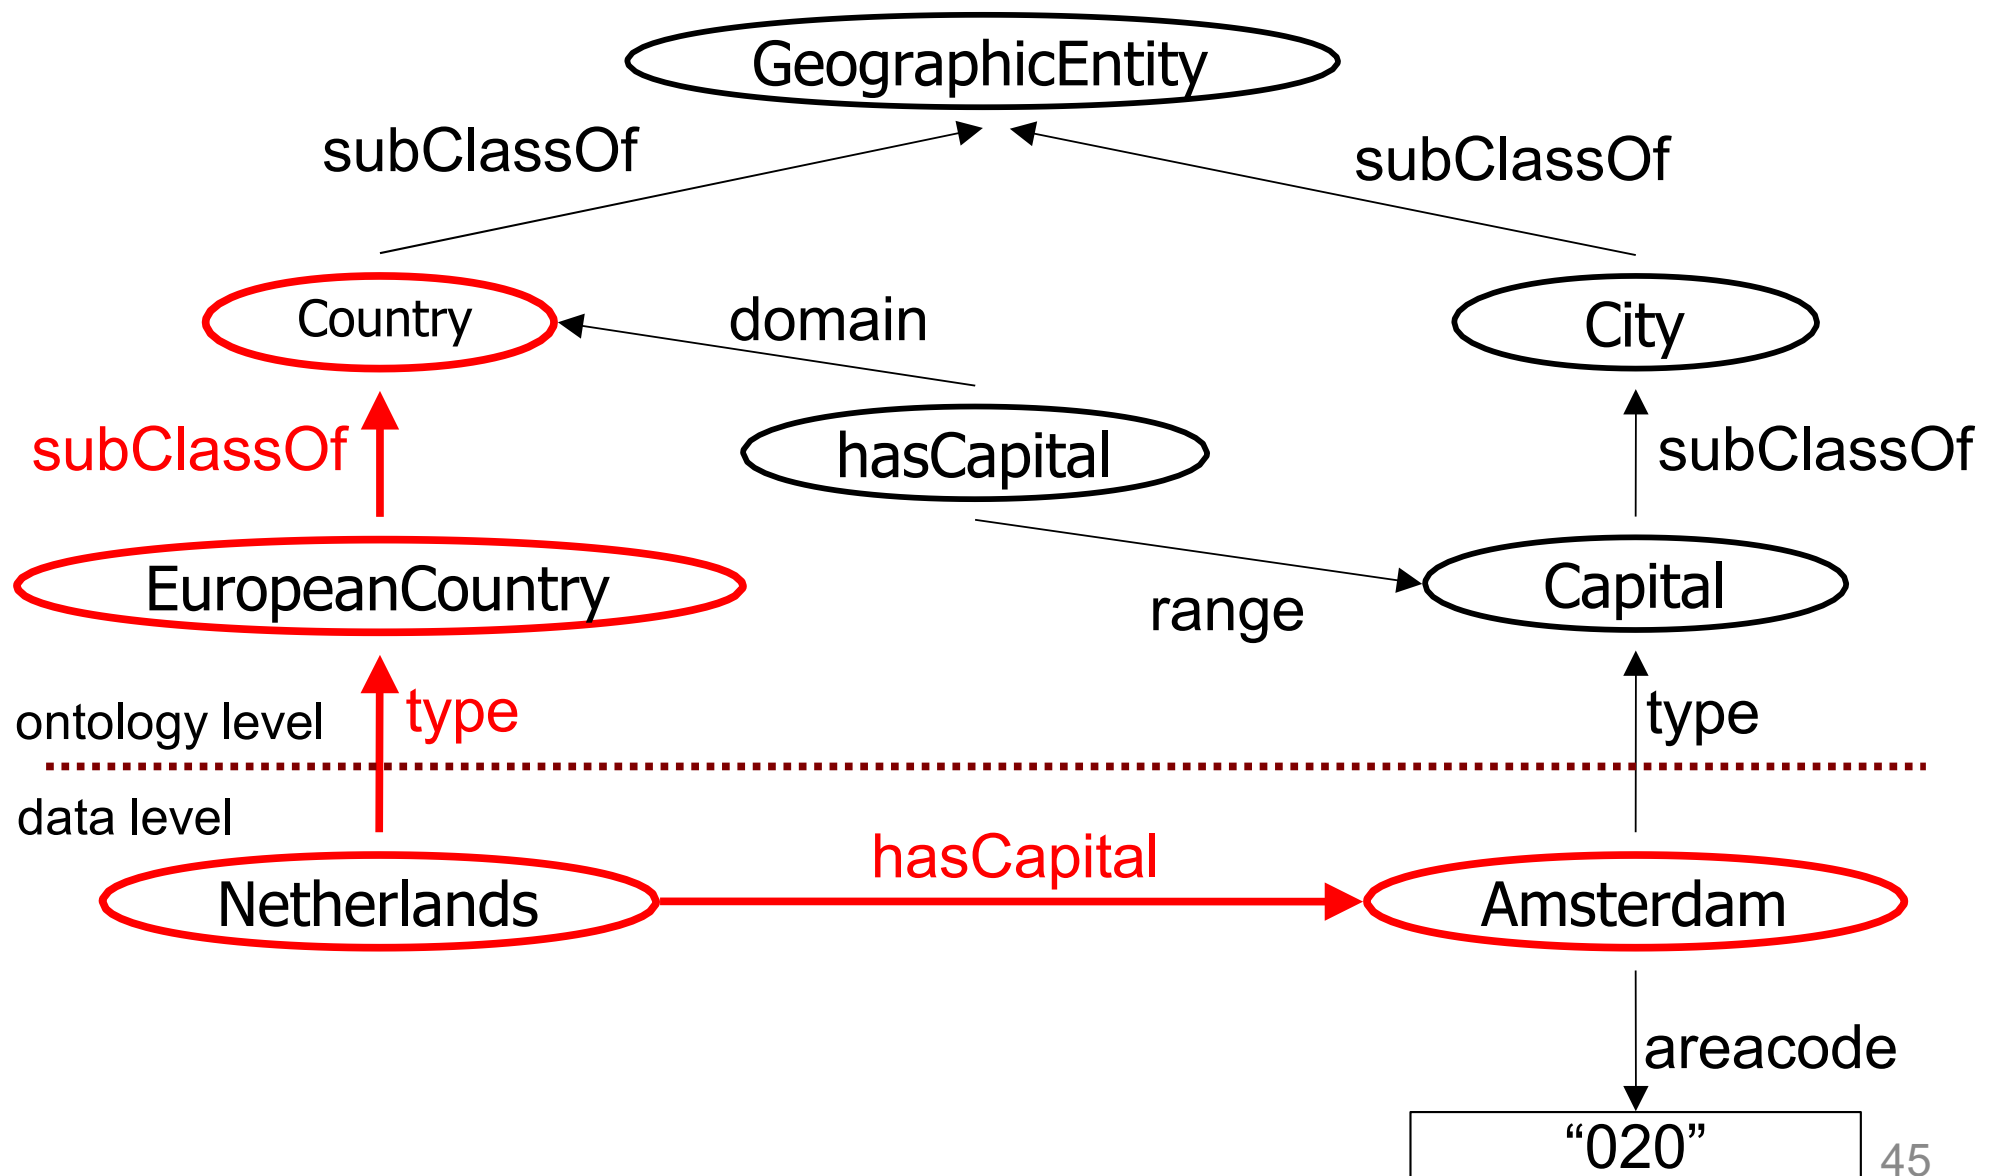 GeographicEntity
subClassOf
subClassOf
Country
domain
City
subClassOf
hasCapital
subClassOf
EuropeanCountry
range
Capital
ontology level
type
type
data level
hasCapital
Netherlands
Amsterdam
areacode
“020”
45